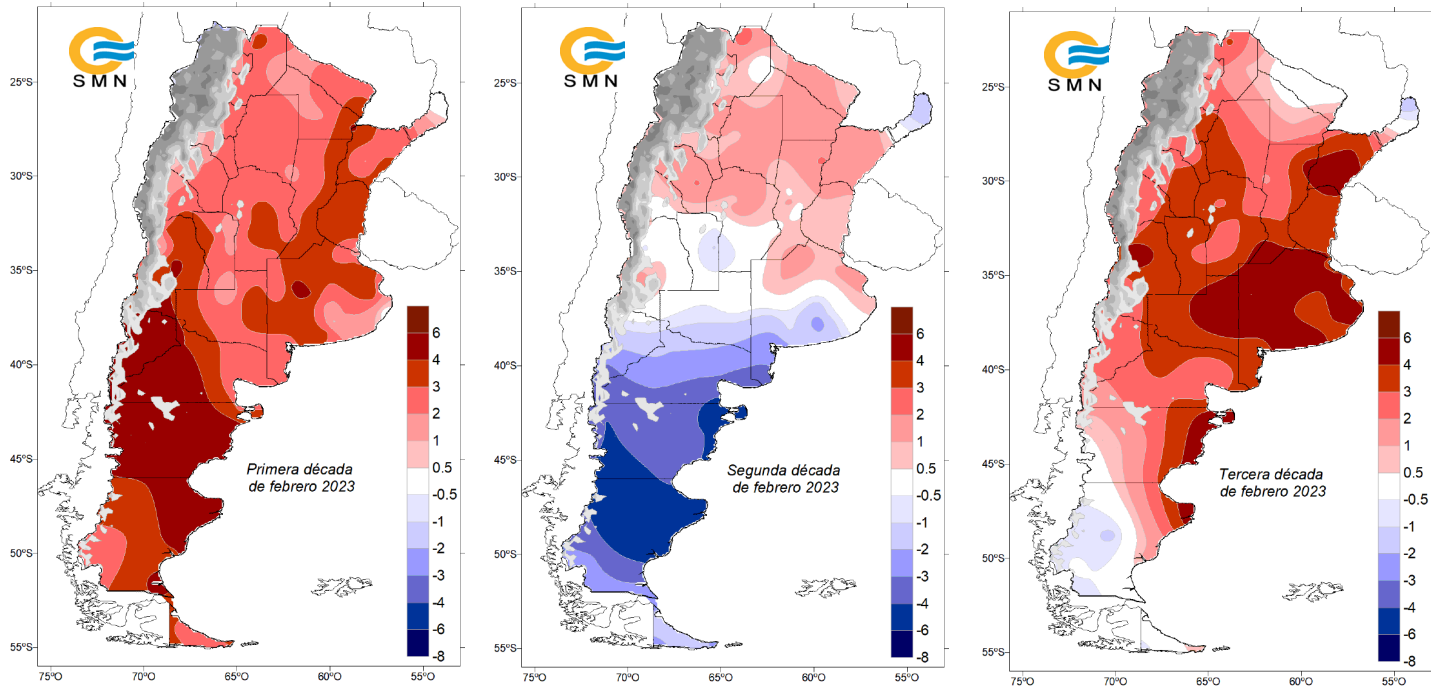 SMN
25°S
30°S
35°S
40°S
45°S
50°S
55°S
75°O
70°O
65°O
60°O
55°O
Primera década
de febrero 2023
6
4
3
2
1
0.5
-0.5
-1
-2
-3
-4
-6
-8
SMN
25°S
30°S
35°S
40°S
45°S
50°S
55°S
75°O
70°O
65°O
60°O
55°O
Segunda década
de febrero 2023
6
4
3
2
1
0.5
-0.5
-1
-2
-3
-4
-6
-8
SMN
25°S
30°S
35°S
40°S
45°S
50°S
55°S
75°O
70°O
65°O
60°O
55°O
Tercera década
de febrero 2023
6
4
3
2
1
0.5
-0.5
-1
-2
-3
-4
-6
-8